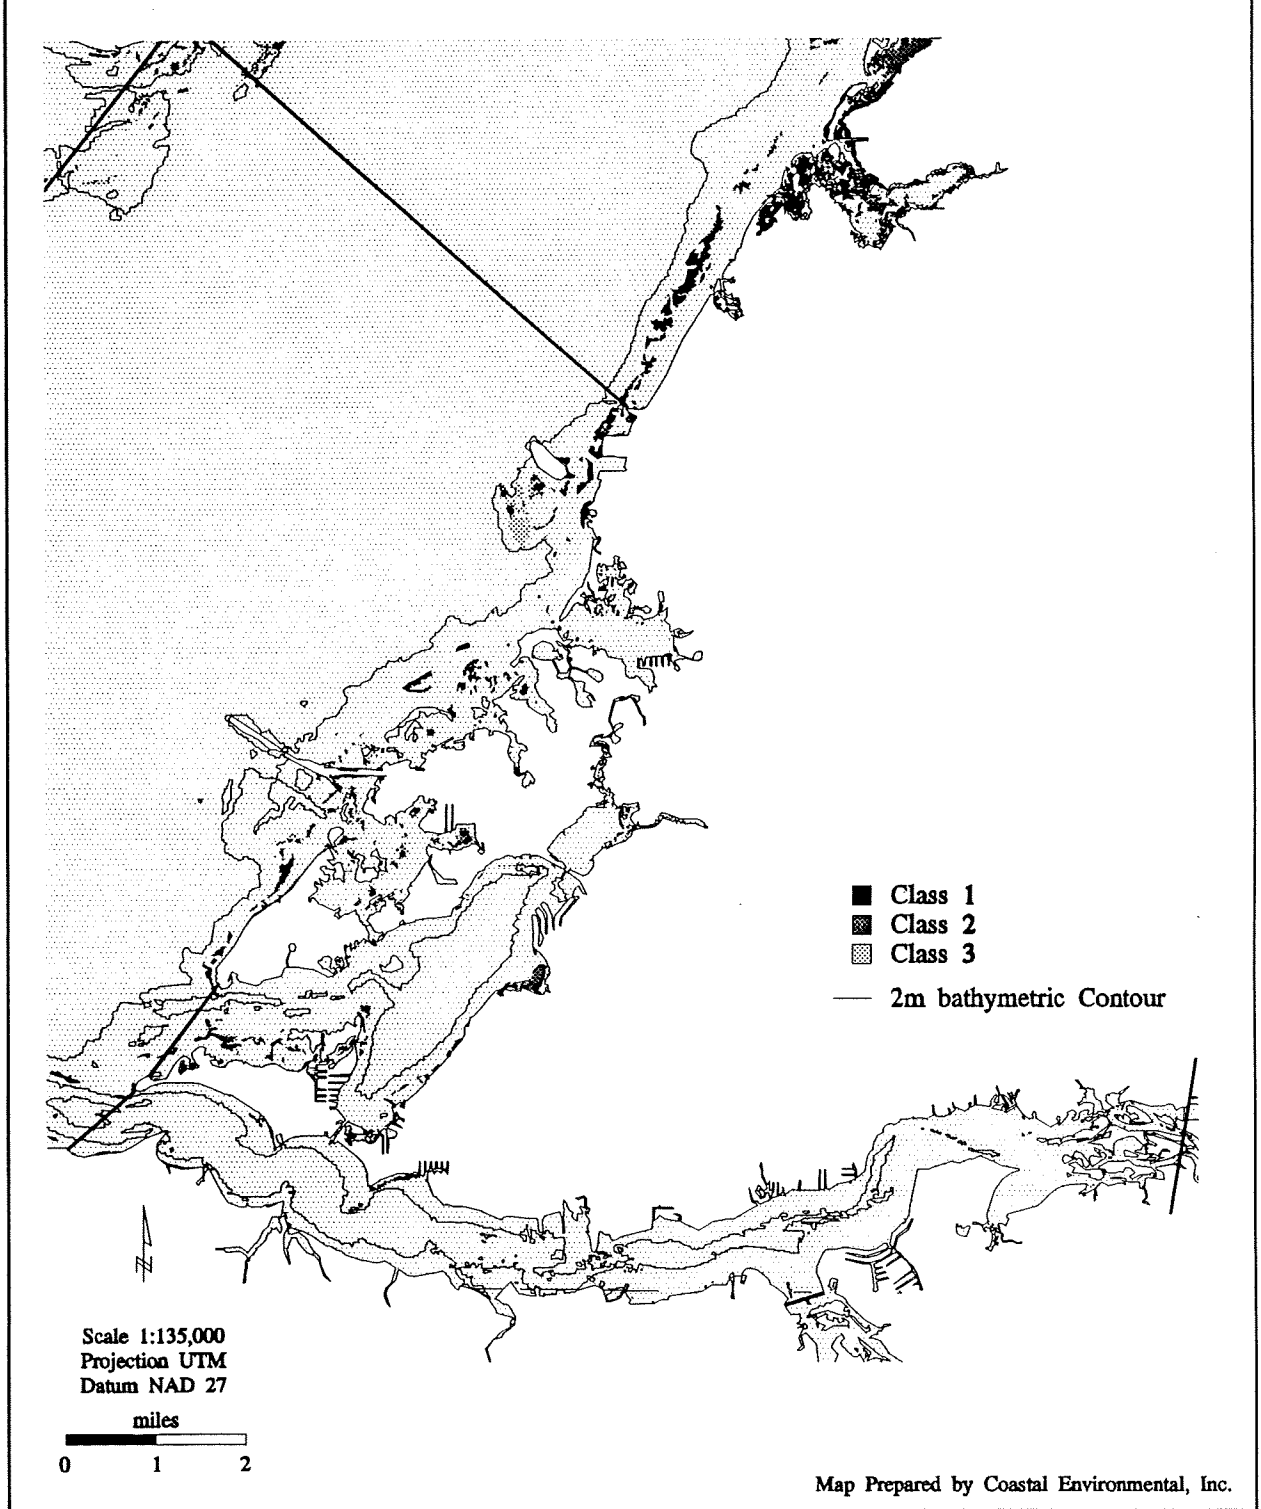 Class 1
Class 2
Class 3
2m bathymetric Contour
N
Scale 1:135,000
Projection UTM
Datum NAD 27
miles
0 1 2
Map Prepared by Coastal Environmental, Inc.